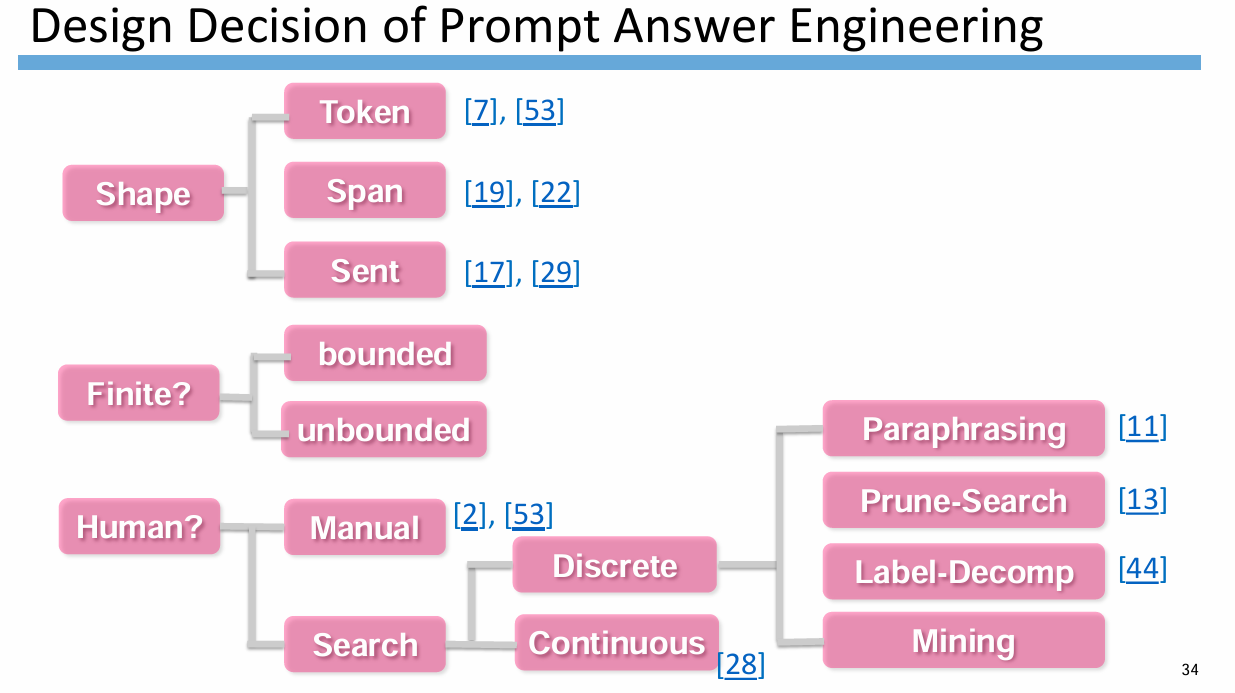 Design Decision of Prompt Answer Engineering
Token [7], [53]
Shape
Span [19], [22]
Sent [17], [29]
bounded
Finite?
unbounded
Paraphrasing [11]
Prune-Search [13]
Human?
Manual [2], [53]
Discrete
Label-Decomp [44]
Search
Continuous [28]
Mining
34